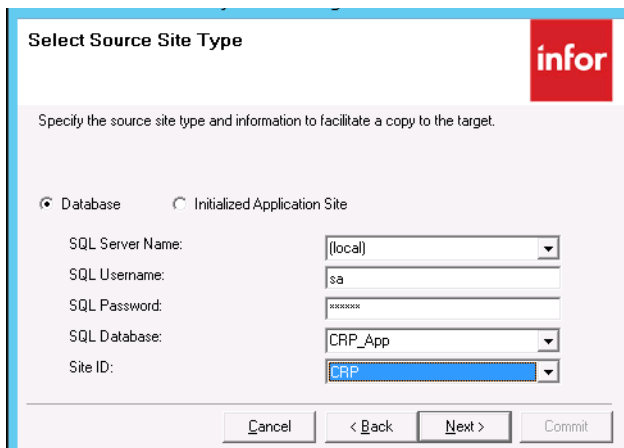 Select Source Site Type
infor
Specify the source site type and information to facilitate a copy to the target.
Database Initialized Application Site
SQL Server Name: (local)
SQL Username: sa
SQL Password: ××××××
SQL Database: CRP_App
Site ID: CRP
Cancel < Back Next > Commit